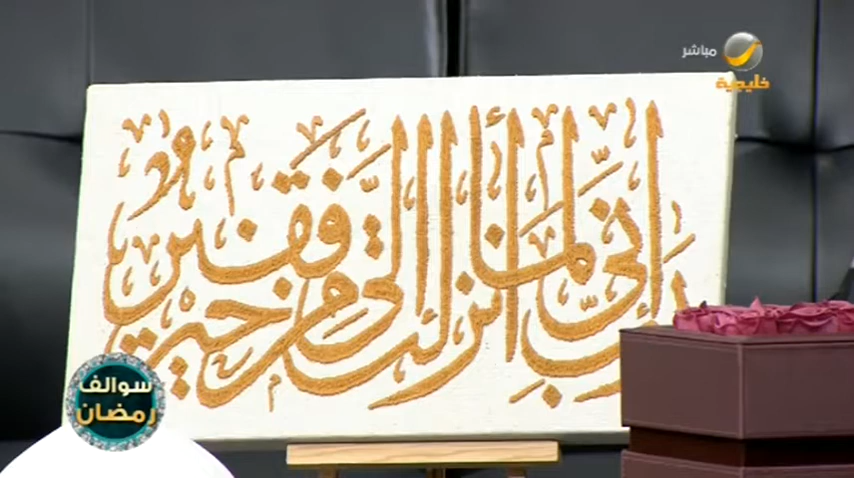 مباشر
خليجية
رب إني لما أنزلت إلي من خير فقير
سوالف
رمضان